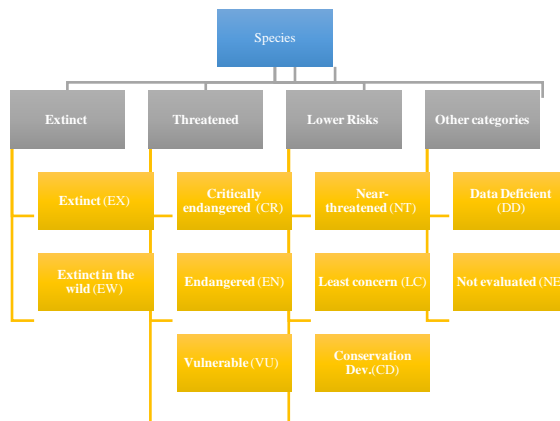 Species
Extinct
Threatened
Lower Risks
Other categories
Extinct (EX)
Extinct in the
wild (EW)
Critically
endangered (CR)
Endangered (EN)
Vulnerable (VU)
Near-
threatened (NT)
Least concern (LC)
Conservation
Dev.(CD)
Data Deficient
(DD)
Not evaluated (NE